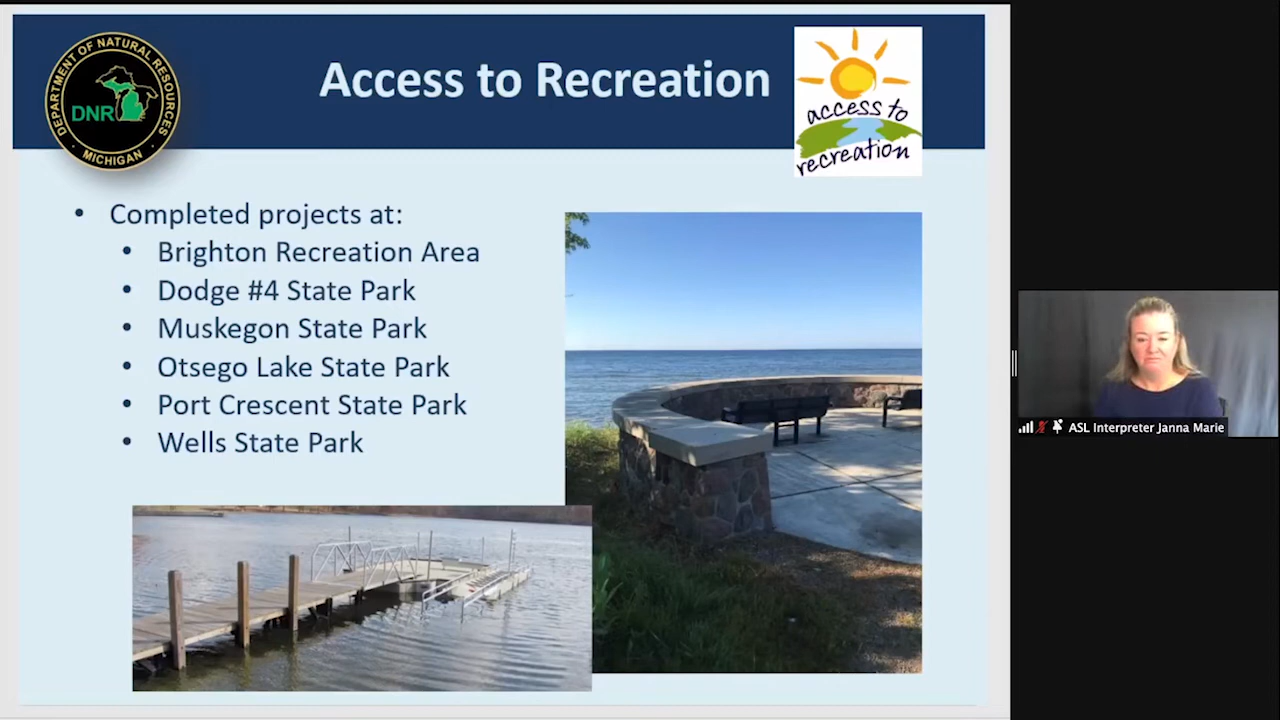 DEPARTMENT OF NATURAL RESOURCES
DNR
• MICHIGAN •
Access to Recreation
access to
recreation
• Completed projects at:
• Brighton Recreation Area
• Dodge #4 State Park
• Muskegon State Park
• Otsego Lake State Park
• Port Crescent State Park
• Wells State Park
ASL Interpreter Janna Marie